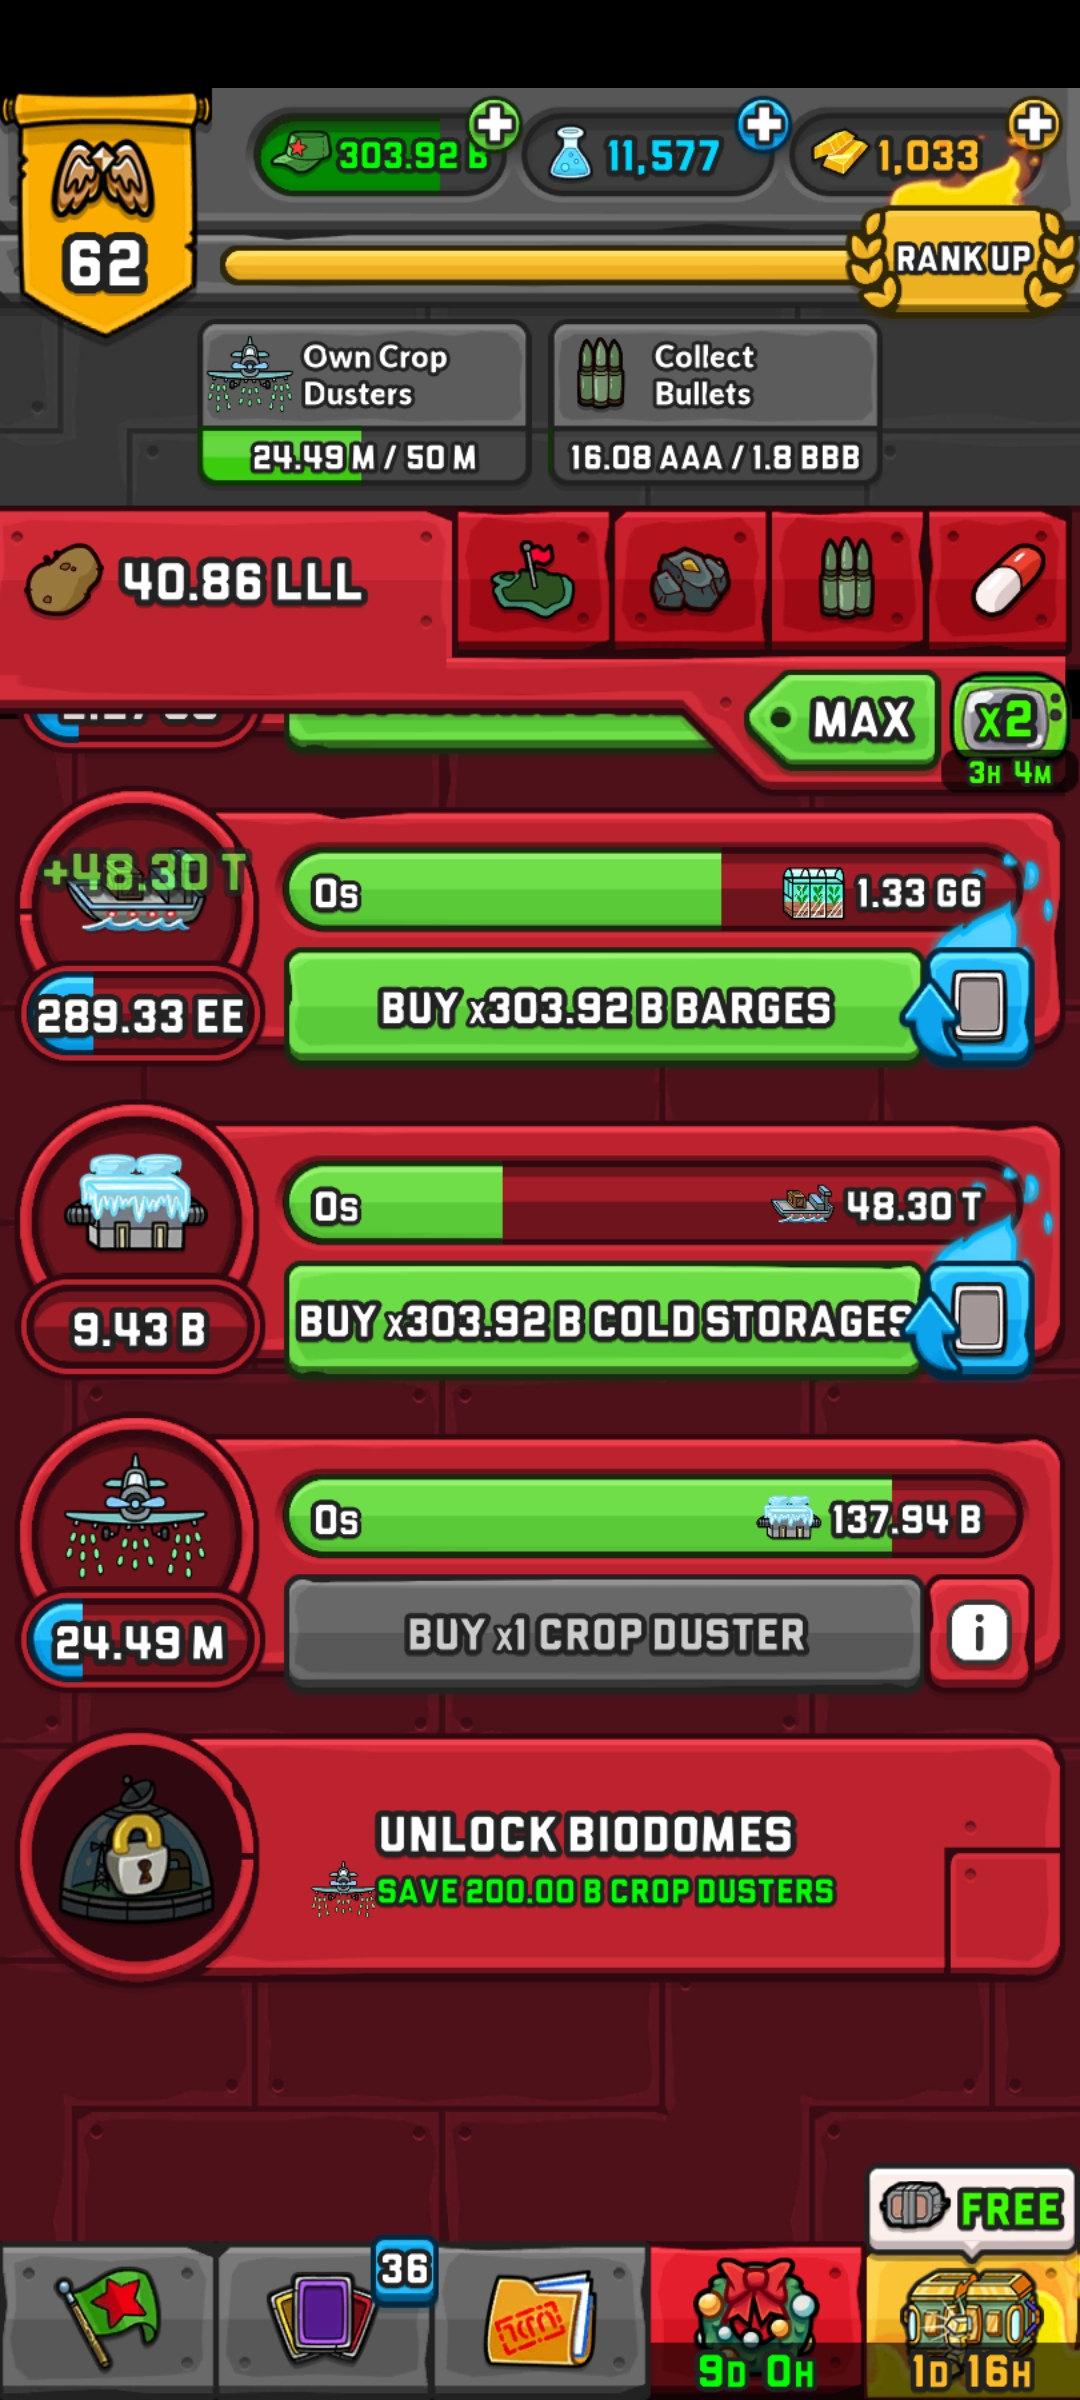 303.92 B
11,577
1,033
62
RANK UP
Own Crop
Dusters
24.49 M / 50 M
Collect
Bullets
16.08 AAA / 1.8 BBB
40.86 LLL
MAX
x2
3H 4M
+48.30 T
0s
1.33 GG
289.33 EE
BUY x303.92 B BARGES
0s
48.30 T
9.43 B
BUY x303.92 B COLD STORAGES
0s
137.94 B
24.49 M
BUY x1 CROP DUSTER
i
UNLOCK BIODOMES
SAVE 200.00 B CROP DUSTERS
FREE
36
9D 0H
1D 16H